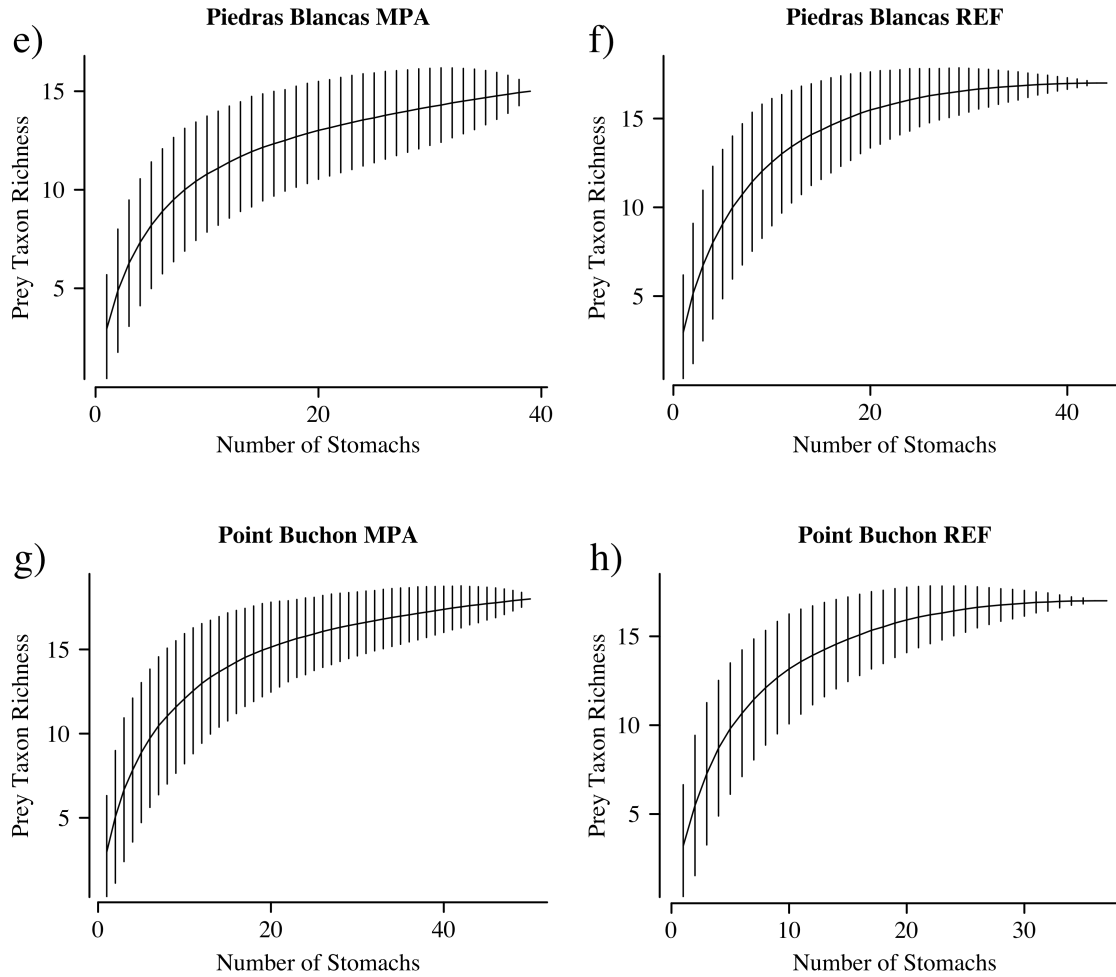 e)
Piedras Blancas MPA
Prey Taxon Richness
15
10
5
0 20 40
Number of Stomachs
f)
Piedras Blancas REF
Prey Taxon Richness
15
10
5
0 20 40
Number of Stomachs
g)
Point Buchon MPA
Prey Taxon Richness
15
10
5
0 20 40
Number of Stomachs
h)
Point Buchon REF
Prey Taxon Richness
15
10
5
0 10 20 30
Number of Stomachs